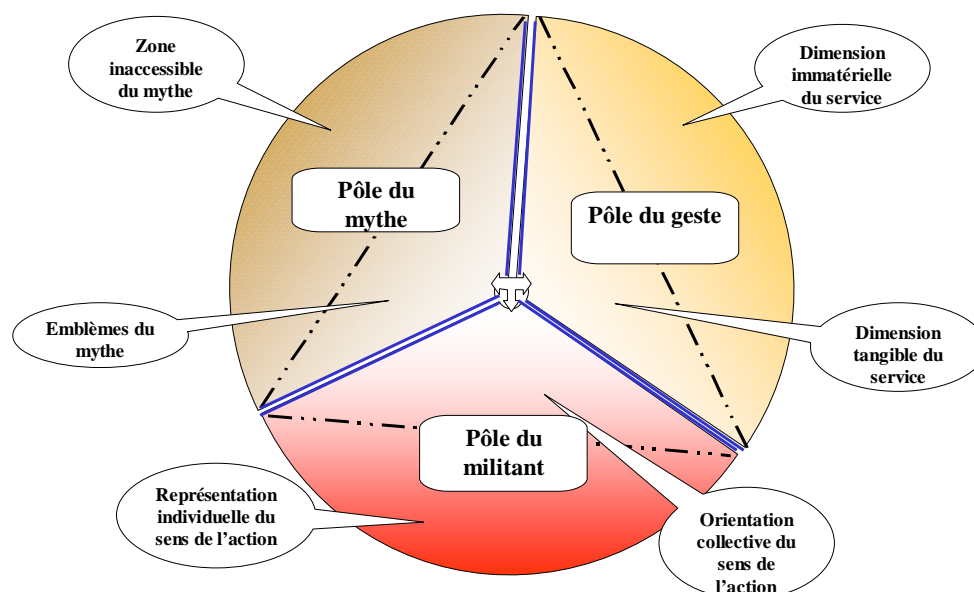 Zone
inaccessible
du mythe
Dimension
immatérielle
du service
Pôle du
mythe
Pôle du geste
Emblèmes du
mythe
Dimension
tangible du
service
Pôle du
militant
Représentation
individuelle du
sens de l’action
Orientation
collective du
sens de
l’action